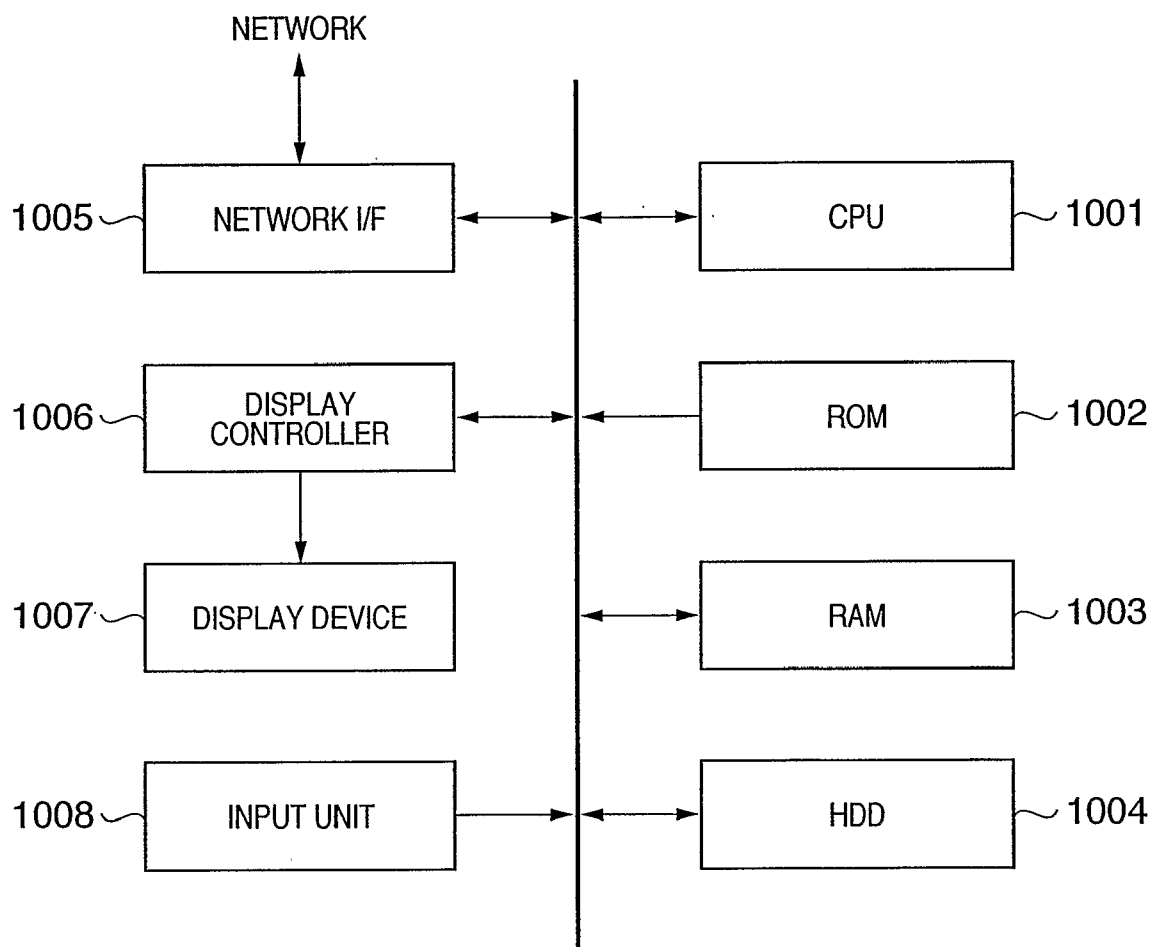 NETWORK
1005
NETWORK I/F
CPU
1001
1006
DISPLAY
CONTROLLER
ROM
1002
1007
DISPLAY DEVICE
RAM
1003
1008
INPUT UNIT
HDD
1004